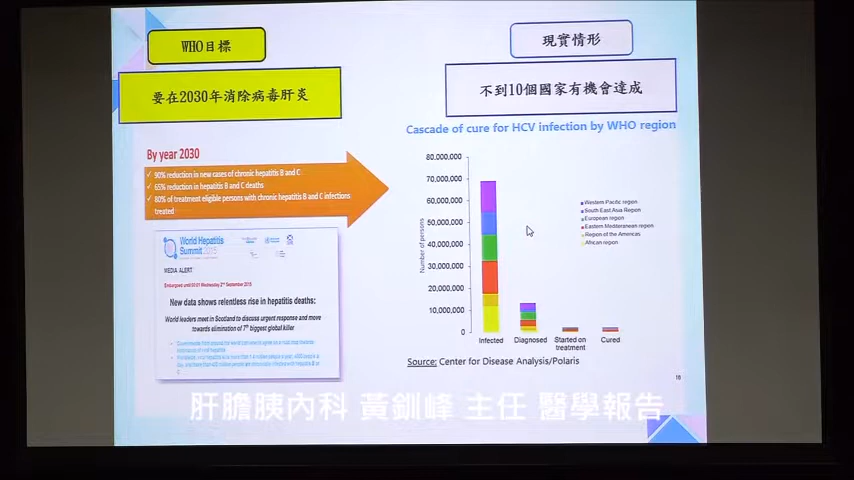 WHO目標
要在2030年消除病毒肝炎
現實情形
不到10個國家有機會達成
By year 2030
✓ 90% reduction in new cases of chronic hepatitis B and C
✓ 65% reduction in hepatitis B and C deaths
✓ 80% of treatment eligible persons with chronic hepatitis B and C infections
treated
World Hepatitis
Summit 2015
MEDIA ALERT
Embargoed until 00:01 Wednesday 2nd September 2015
New data shows relentless rise in hepatitis deaths:
World leaders meet in Scotland to discuss urgent response and move
towards elimination of 7th biggest global killer
Cascade of cure for HCV infection by WHO region
Number of persons
80,000,000
70,000,000
60,000,000
50,000,000
40,000,000
30,000,000
20,000,000
10,000,000
0
Infected
Diagnosed
Started on
treatment
Cured
Western Pacific region
South East Asia Region
European region
Eastern Mediterranean region
Region of the Americas
African region
Source: Center for Disease Analysis/Polaris
18
肝膽胰內科 黃釧峰 主任 醫學報告